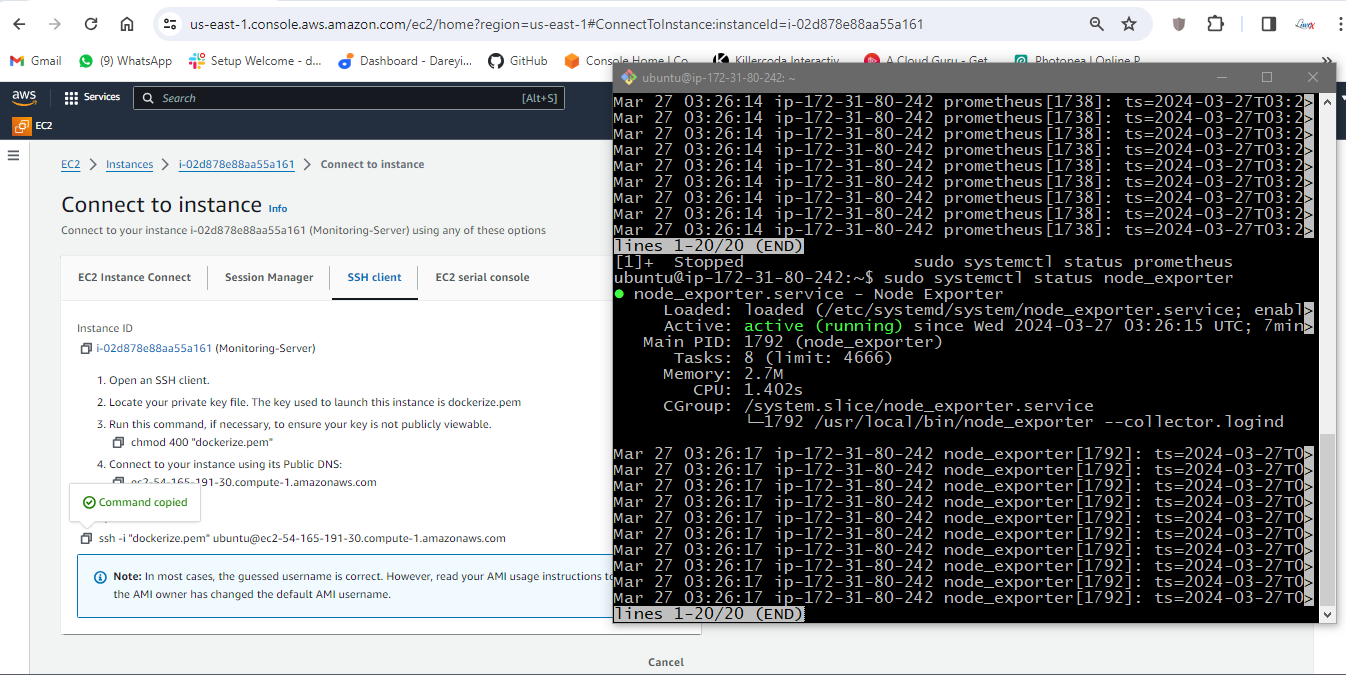 us-east-1.console.aws.amazon.com/ec2/home?region=us-east-1#ConnectToInstance:instanceId=i-02d878e88aa55a161
Gmail
(9) WhatsApp
Setup Welcome - d...
Dashboard - Dareyi...
GitHub
Console Home | Co
Killercoda Interactiv
A Cloud Guru - Get
Photopea | Online P
aws
Services
Search
[Alt+S]
EC2
EC2
Instances
i-02d878e88aa55a161
Connect to instance
Connect to instance Info
Connect to your instance i-02d878e88aa55a161 (Monitoring-Server) using any of these options
EC2 Instance Connect
Session Manager
SSH client
EC2 serial console
Instance ID
i-02d878e88aa55a161 (Monitoring-Server)
1. Open an SSH client.
2. Locate your private key file. The key used to launch this instance is dockerize.pem
3. Run this command, if necessary, to ensure your key is not publicly viewable.
chmod 400 "dockerize.pem"
4. Connect to your instance using its Public DNS:
ec2-54-165-191-30.compute-1.amazonaws.com
Command copied
ssh -i "dockerize.pem" ubuntu@ec2-54-165-191-30.compute-1.amazonaws.com
Note: In most cases, the guessed username is correct. However, read your AMI usage instructions to
the AMI owner has changed the default AMI username.
Cancel
ubuntu@ip-172-31-80-242: ~
Mar 27 03:26:14 ip-172-31-80-242 prometheus[1738]: ts=2024-03-27T03:2>
Mar 27 03:26:14 ip-172-31-80-242 prometheus[1738]: ts=2024-03-27T03:2>
Mar 27 03:26:14 ip-172-31-80-242 prometheus[1738]: ts=2024-03-27T03:2>
Mar 27 03:26:14 ip-172-31-80-242 prometheus[1738]: ts=2024-03-27T03:2>
Mar 27 03:26:14 ip-172-31-80-242 prometheus[1738]: ts=2024-03-27T03:2>
Mar 27 03:26:14 ip-172-31-80-242 prometheus[1738]: ts=2024-03-27T03:2>
Mar 27 03:26:14 ip-172-31-80-242 prometheus[1738]: ts=2024-03-27T03:2>
Mar 27 03:26:14 ip-172-31-80-242 prometheus[1738]: ts=2024-03-27T03:2>
Mar 27 03:26:14 ip-172-31-80-242 prometheus[1738]: ts=2024-03-27T03:2>
lines 1-20/20 (END)
[1]+  Stopped                 sudo systemctl status prometheus
ubuntu@ip-172-31-80-242:~$ sudo systemctl status node_exporter
● node_exporter.service - Node Exporter
Loaded: loaded (/etc/systemd/system/node_exporter.service; enabl>
Active: active (running) since Wed 2024-03-27 03:26:15 UTC; 7min>
Main PID: 1792 (node_exporter)
Tasks: 8 (limit: 4666)
Memory: 2.7M
CPU: 1.402s
CGroup: /system.slice/node_exporter.service
└─1792 /usr/local/bin/node_exporter --collector.logind
Mar 27 03:26:17 ip-172-31-80-242 node_exporter[1792]: ts=2024-03-27T0>
Mar 27 03:26:17 ip-172-31-80-242 node_exporter[1792]: ts=2024-03-27T0>
Mar 27 03:26:17 ip-172-31-80-242 node_exporter[1792]: ts=2024-03-27T0>
Mar 27 03:26:17 ip-172-31-80-242 node_exporter[1792]: ts=2024-03-27T0>
Mar 27 03:26:17 ip-172-31-80-242 node_exporter[1792]: ts=2024-03-27T0>
Mar 27 03:26:17 ip-172-31-80-242 node_exporter[1792]: ts=2024-03-27T0>
Mar 27 03:26:17 ip-172-31-80-242 node_exporter[1792]: ts=2024-03-27T0>
Mar 27 03:26:17 ip-172-31-80-242 node_exporter[1792]: ts=2024-03-27T0>
Mar 27 03:26:17 ip-172-31-80-242 node_exporter[1792]: ts=2024-03-27T0>
Mar 27 03:26:17 ip-172-31-80-242 node_exporter[1792]: ts=2024-03-27T0>
lines 1-20/20 (END)